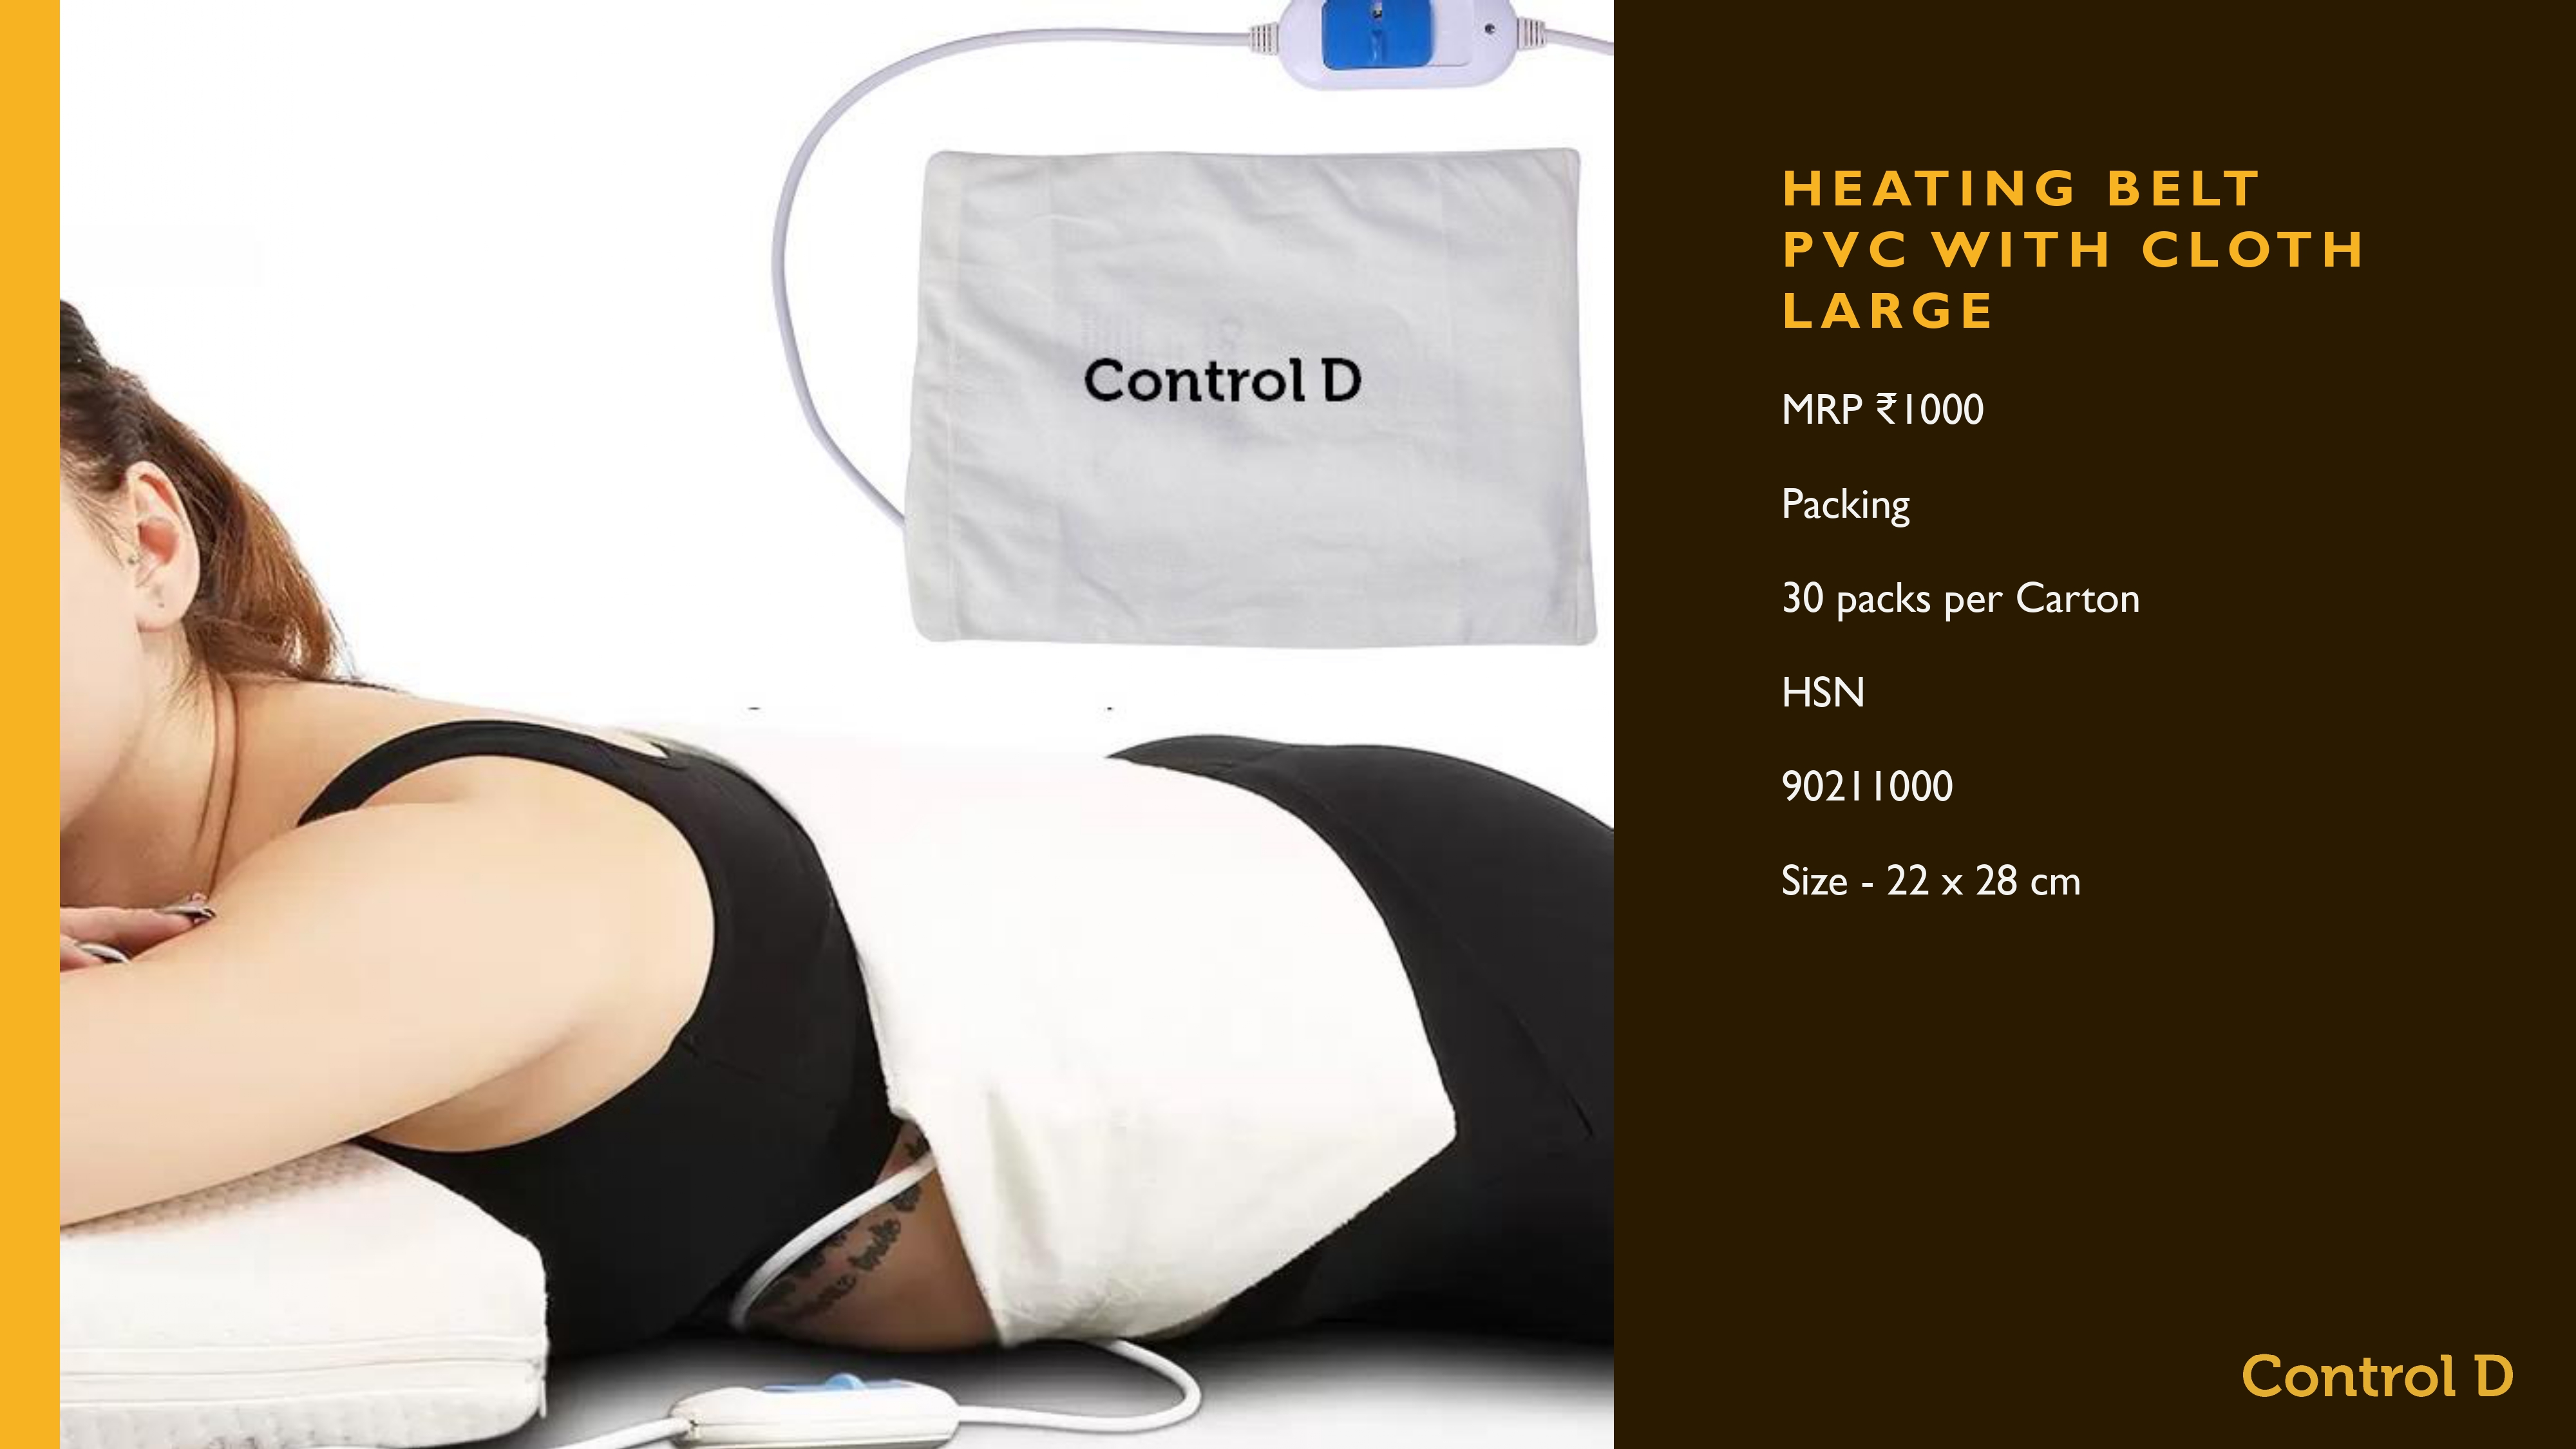 Control D
HEATING BELT
PVC WITH CLOTH
LARGE
MRP ₹1000
Packing
30 packs per Carton
HSN
90211000
Size - 22 x 28 cm
Control D